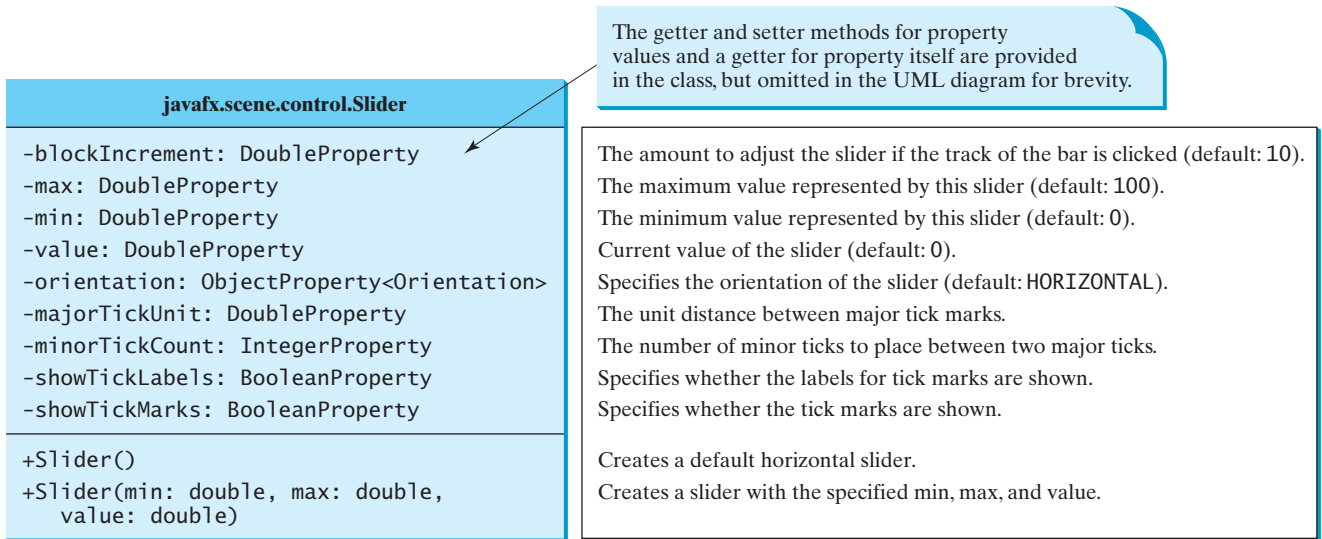 The getter and setter methods for property
values and a getter for property itself are provided
in the class, but omitted in the UML diagram for brevity.
javafx.scene.control.Slider
-blockIncrement: DoubleProperty
-max: DoubleProperty
-min: DoubleProperty
-value: DoubleProperty
-orientation: ObjectProperty<Orientation>
-majorTickUnit: DoubleProperty
-minorTickCount: IntegerProperty
-showTickLabels: BooleanProperty
-showTickMarks: BooleanProperty
+Slider()
+Slider(min: double, max: double,
value: double)
The amount to adjust the slider if the track of the bar is clicked (default: 10).
The maximum value represented by this slider (default: 100).
The minimum value represented by this slider (default: 0).
Current value of the slider (default: 0).
Specifies the orientation of the slider (default: HORIZONTAL).
The unit distance between major tick marks.
The number of minor ticks to place between two major ticks.
Specifies whether the labels for tick marks are shown.
Specifies whether the tick marks are shown.
Creates a default horizontal slider.
Creates a slider with the specified min, max, and value.